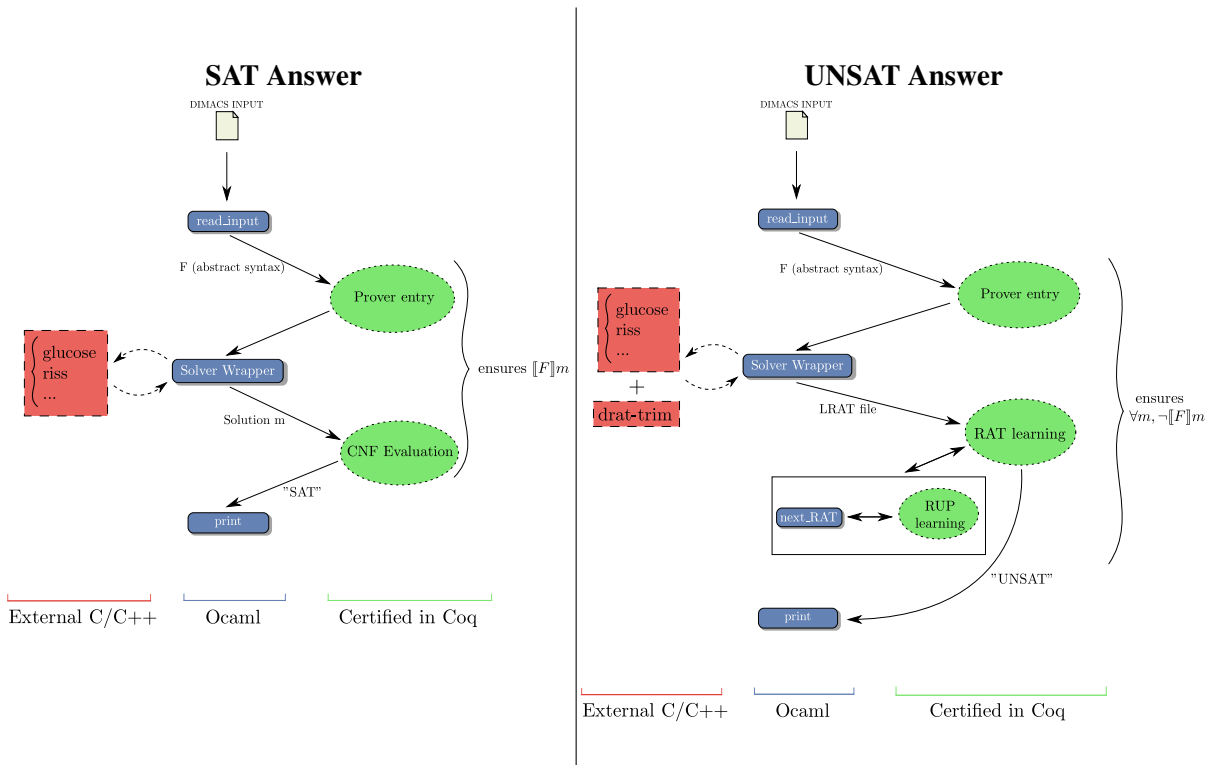 SAT Answer
DIMACS INPUT
read_input
F (abstract syntax)
Prover entry
glucose
riss
...
Solver Wrapper
ensures ⟦F⟧m
Solution m
CNF Evaluation
"SAT"
print
External C/C++
Ocaml
Certified in Coq
UNSAT Answer
DIMACS INPUT
read_input
F (abstract syntax)
Prover entry
glucose
riss
...
+
drat-trim
Solver Wrapper
LRAT file
ensures
∀m, ¬⟦F⟧m
RAT learning
next_RAT
RUP
learning
"UNSAT"
print
External C/C++
Ocaml
Certified in Coq